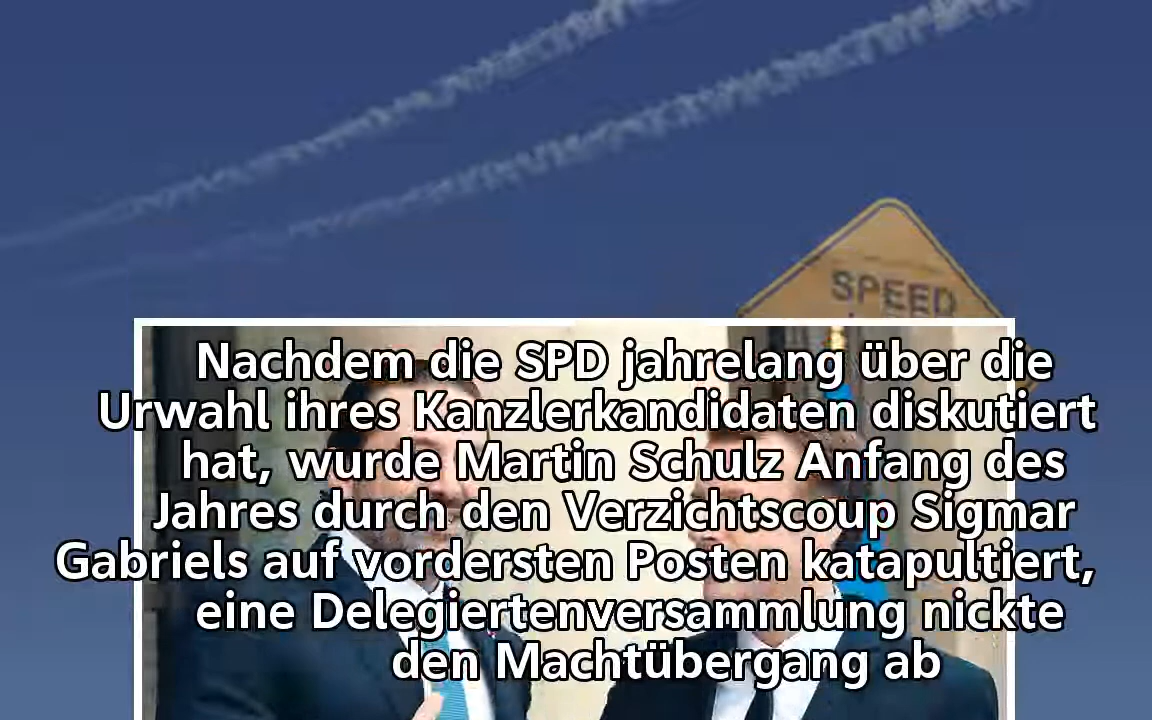 SPEED
Nachdem die SPD jahrelang über die
Urwahl ihres Kanzlerkandidaten diskutiert
hat, wurde Martin Schulz Anfang des
Jahres durch den Verzichtscoup Sigmar
Gabriels auf vordersten Posten katapultiert,
eine Delegiertenversammlung nickte
den Machtübergang ab